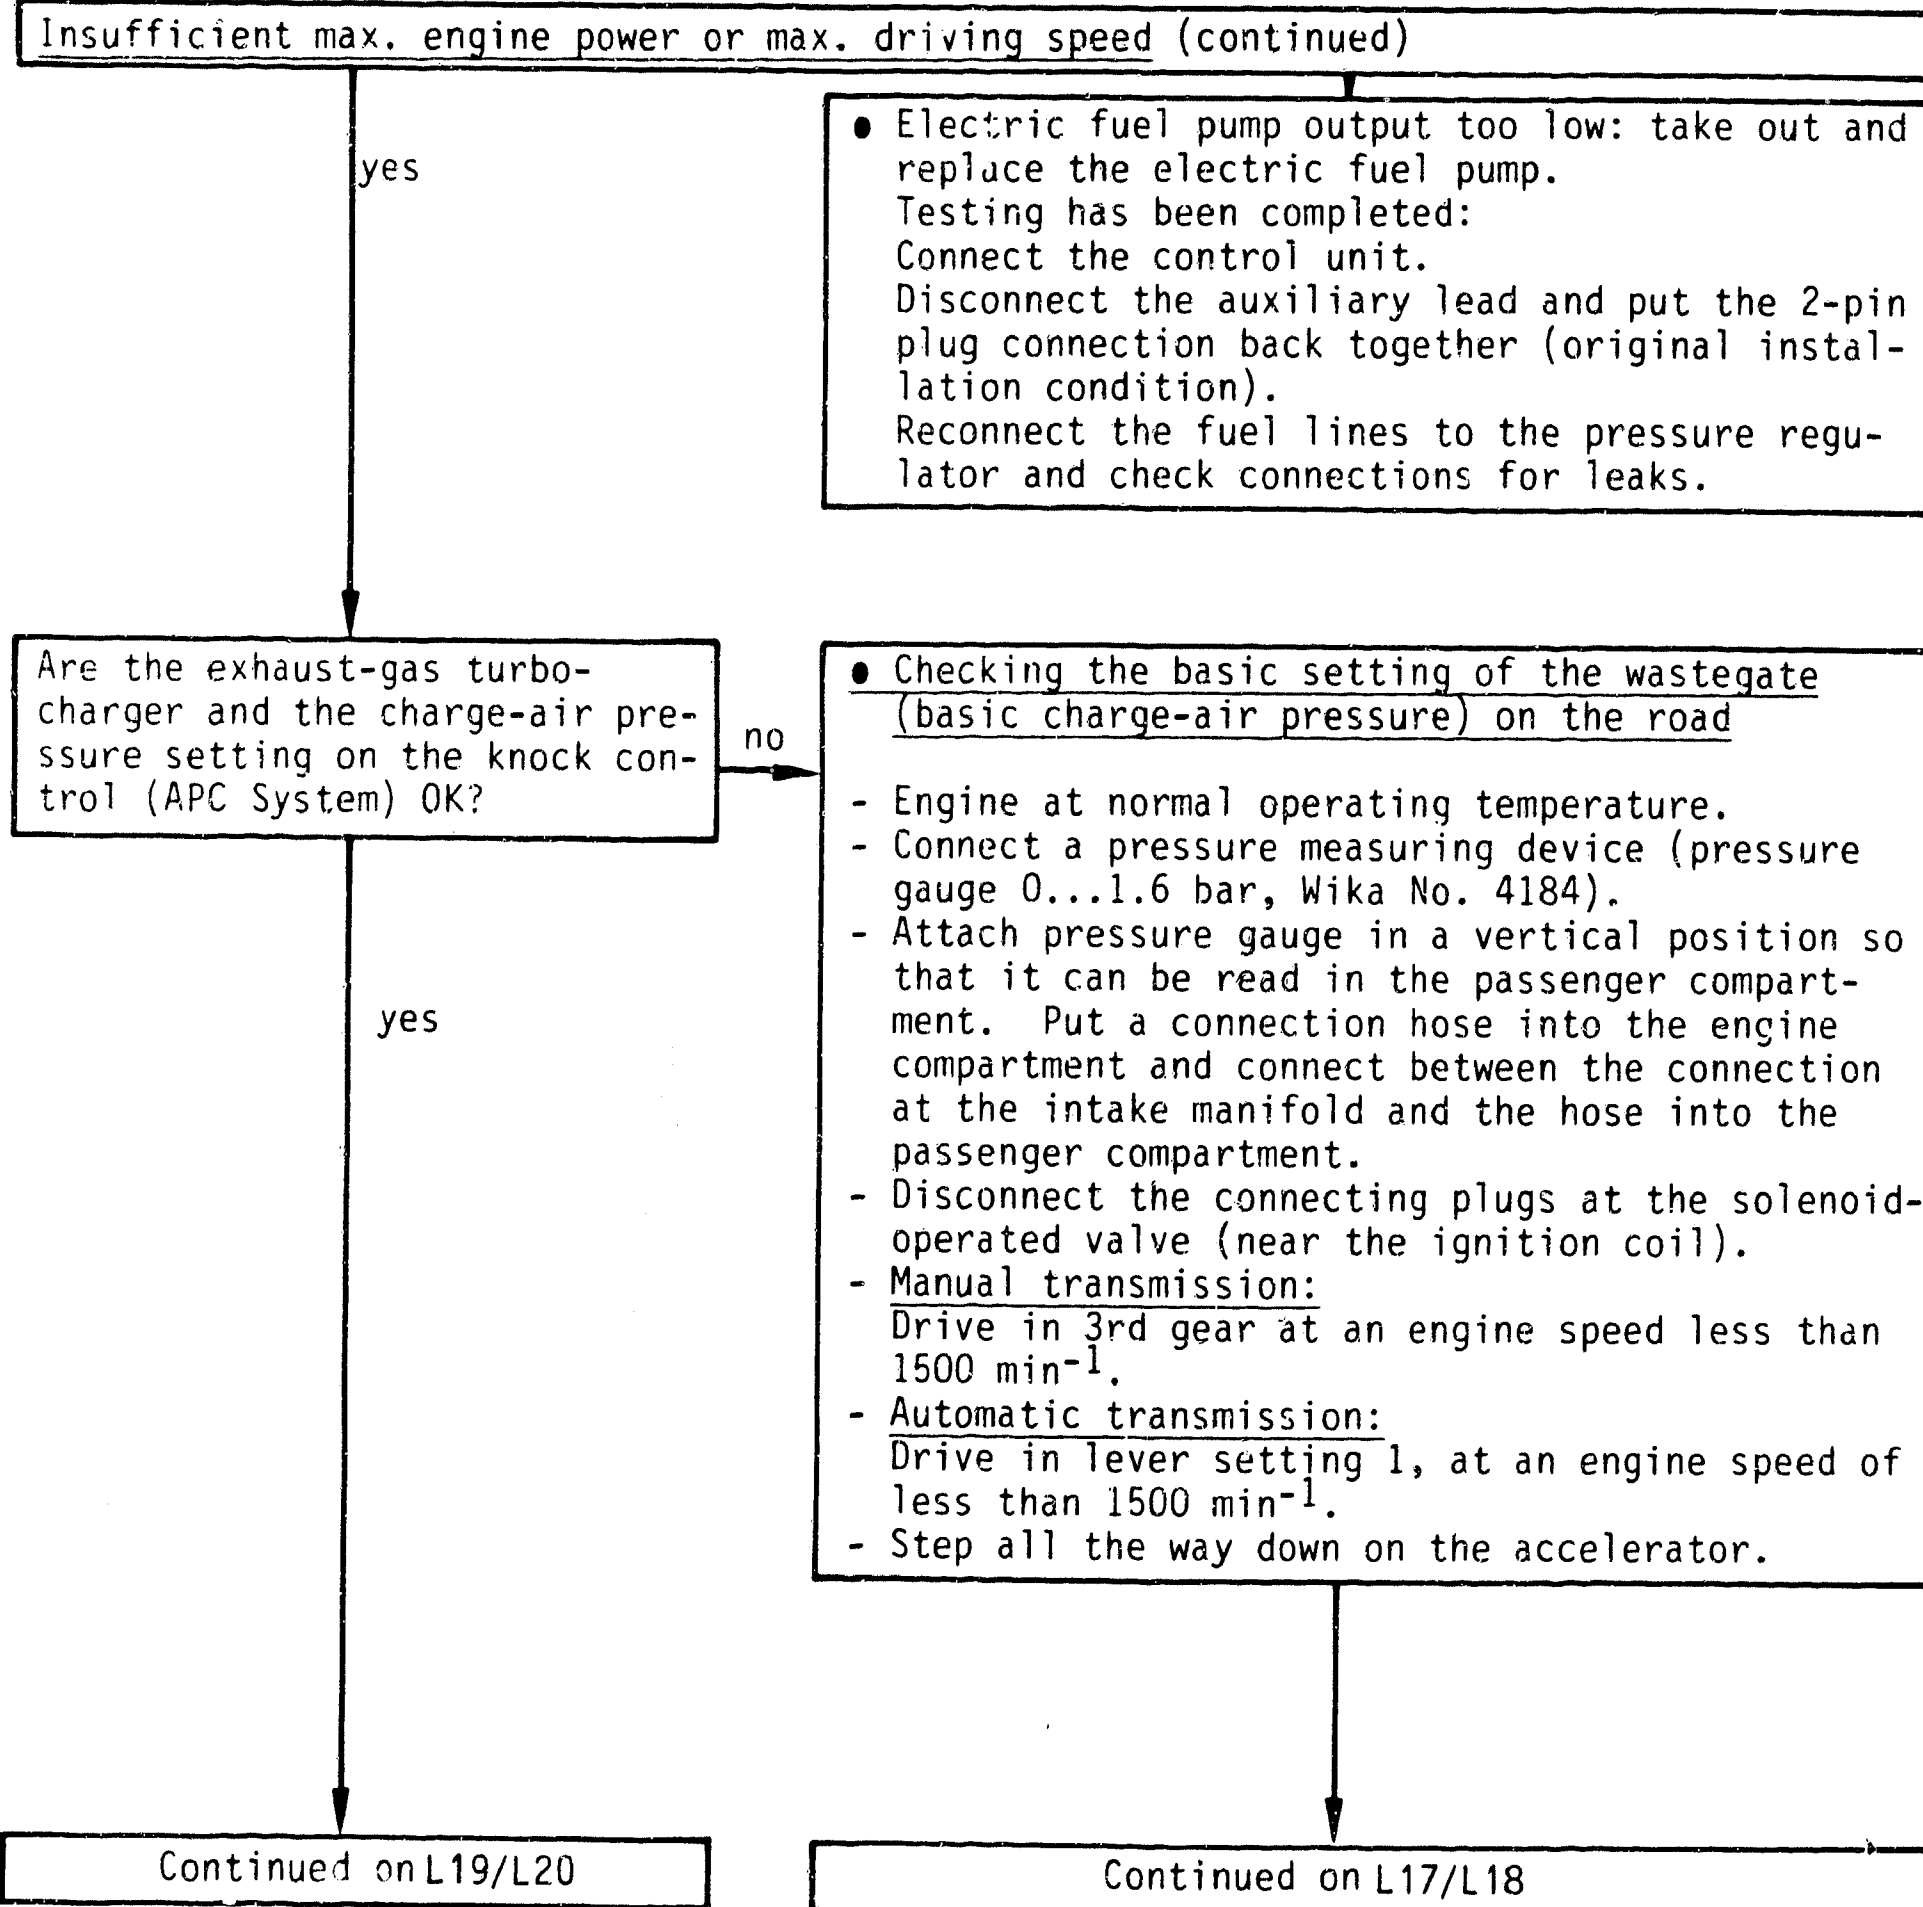 Insufficient max. engine power or max. driving speed (continued)
yes
● Electric fuel pump output too low: take out and
replace the electric fuel pump.
Testing has been completed:
Connect the control unit.
Disconnect the auxiliary lead and put the 2-pin
plug connection back together (original instal-
lation condition).
Reconnect the fuel lines to the pressure regu-
lator and check connections for leaks.
Are the exhaust-gas turbo-
charger and the charge-air pre-
ssure setting on the knock con-
trol (APC System) OK?
no
● Checking the basic setting of the wastegate
(basic charge-air pressure) on the road
- Engine at normal operating temperature.
- Connect a pressure measuring device (pressure
gauge 0...1.6 bar, Wika No. 4184).
- Attach pressure gauge in a vertical position so
that it can be read in the passenger compart-
ment. Put a connection hose into the engine
compartment and connect between the connection
at the intake manifold and the hose into the
passenger compartment.
- Disconnect the connecting plugs at the solenoid-
operated valve (near the ignition coil).
- Manual transmission:
Drive in 3rd gear at an engine speed less than
1500 min⁻¹.
- Automatic transmission:
Drive in lever setting 1, at an engine speed of
less than 1500 min⁻¹.
- Step all the way down on the accelerator.
yes
Continued on L19/L20
Continued on L17/L18